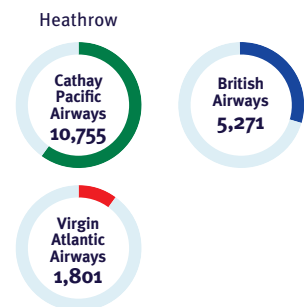 Heathrow
Cathay
Pacific
Airways
10,755
British
Airways
5,271
Virgin
Atlantic
Airways
1,801